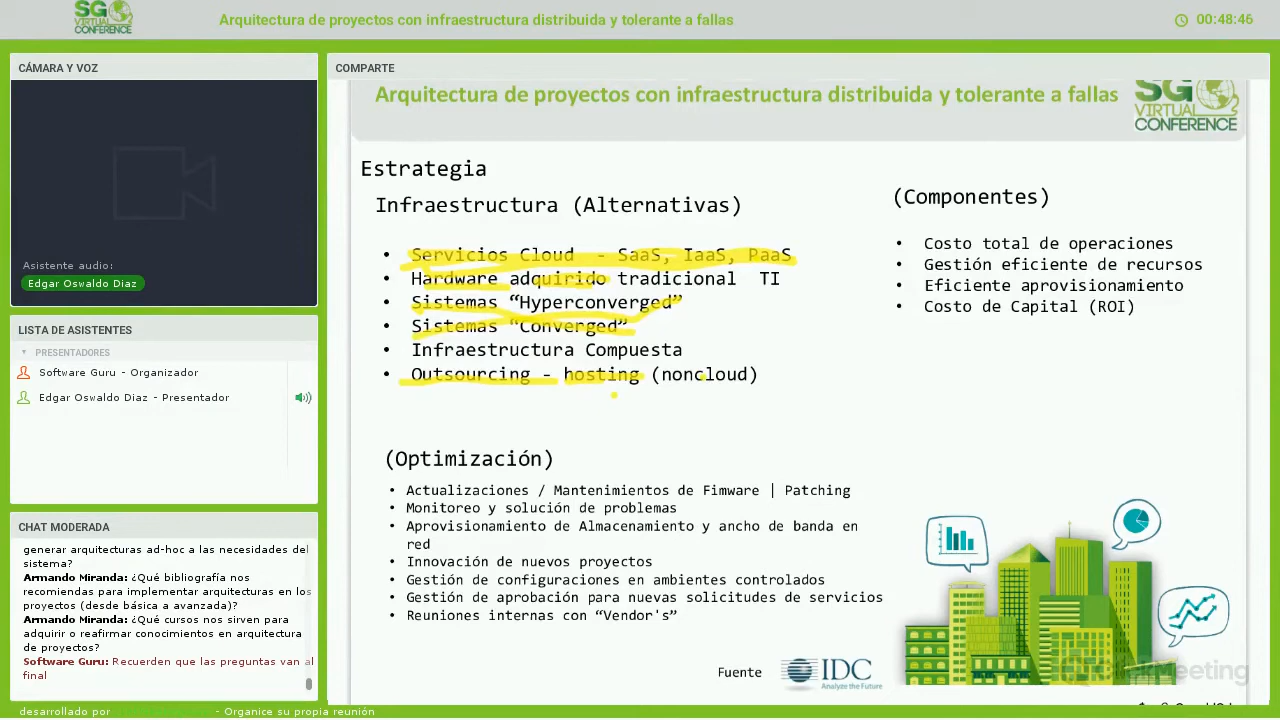 SG
VIRTUAL
CONFERENCE
Arquitectura de proyectos con infraestructura distribuida y tolerante a fallas
00:48:46
CÁMARA Y VOZ
Asistente audio:
Edgar Oswaldo Diaz
LISTA DE ASISTENTES
PRESENTADORES
Software Guru - Organizador
Edgar Oswaldo Diaz - Presentador
CHAT MODERADA
generar arquitecturas ad-hoc a las necesidades del
sistema?
Armando Miranda: ¿Qué bibliografía nos
recomiendas para implementar arquitecturas en los
proyectos (desde básica a avanzada)?
Armando Miranda: ¿Qué cursos nos sirven para
adquirir o reafirmar conocimientos en arquitectura
de proyectos?
Software Guru: Recuerden que las preguntas van al
final
desarrollado por - Organice su propia reunión
COMPARTE
Arquitectura de proyectos con infraestructura distribuida y tolerante a fallas
SG
VIRTUAL
CONFERENCE
Estrategia
Infraestructura (Alternativas)
• Servicios Cloud - SaaS, IaaS, PaaS
• Hardware adquirido tradicional TI
• Sistemas “Hyperconverged”
• Sistemas “Converged”
• Infraestructura Compuesta
• Outsourcing - hosting (noncloud)
(Componentes)
• Costo total de operaciones
• Gestión eficiente de recursos
• Eficiente aprovisionamiento
• Costo de Capital (ROI)
(Optimización)
• Actualizaciones / Mantenimientos de Fimware | Patching
• Monitoreo y solución de problemas
• Aprovisionamiento de Almacenamiento y ancho de banda en
red
• Innovación de nuevos proyectos
• Gestión de configuraciones en ambientes controlados
• Gestión de aprobación para nuevas solicitudes de servicios
• Reuniones internas con “Vendor's”
Fuente
IDC
Analyze the Future